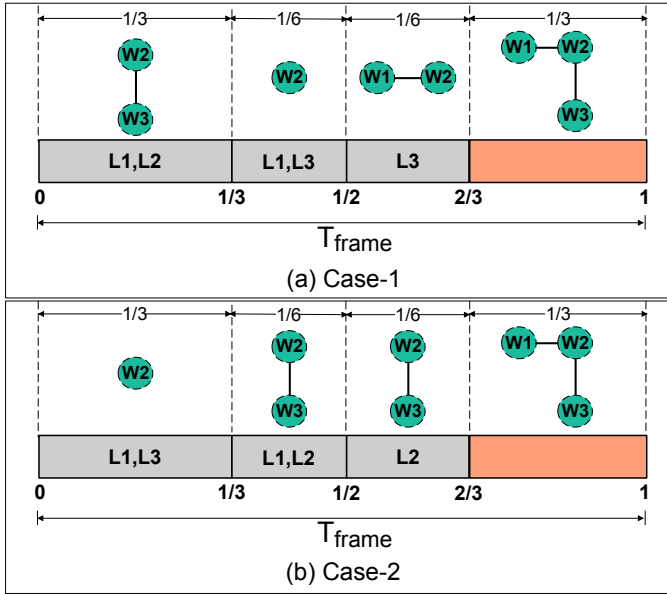 1/3 1/6 1/6 1/3
W1 W2
W2 W2 W1 W2
W3 W3
L1,L2 L1,L3 L3
0 1/3 1/2 2/3 1
Tframe
(a) Case-1
1/3 1/6 1/6 1/3
W2 W2 W1 W2
W2
W3 W3 W3
L1,L3 L1,L2 L2
0 1/3 1/2 2/3 1
Tframe
(b) Case-2